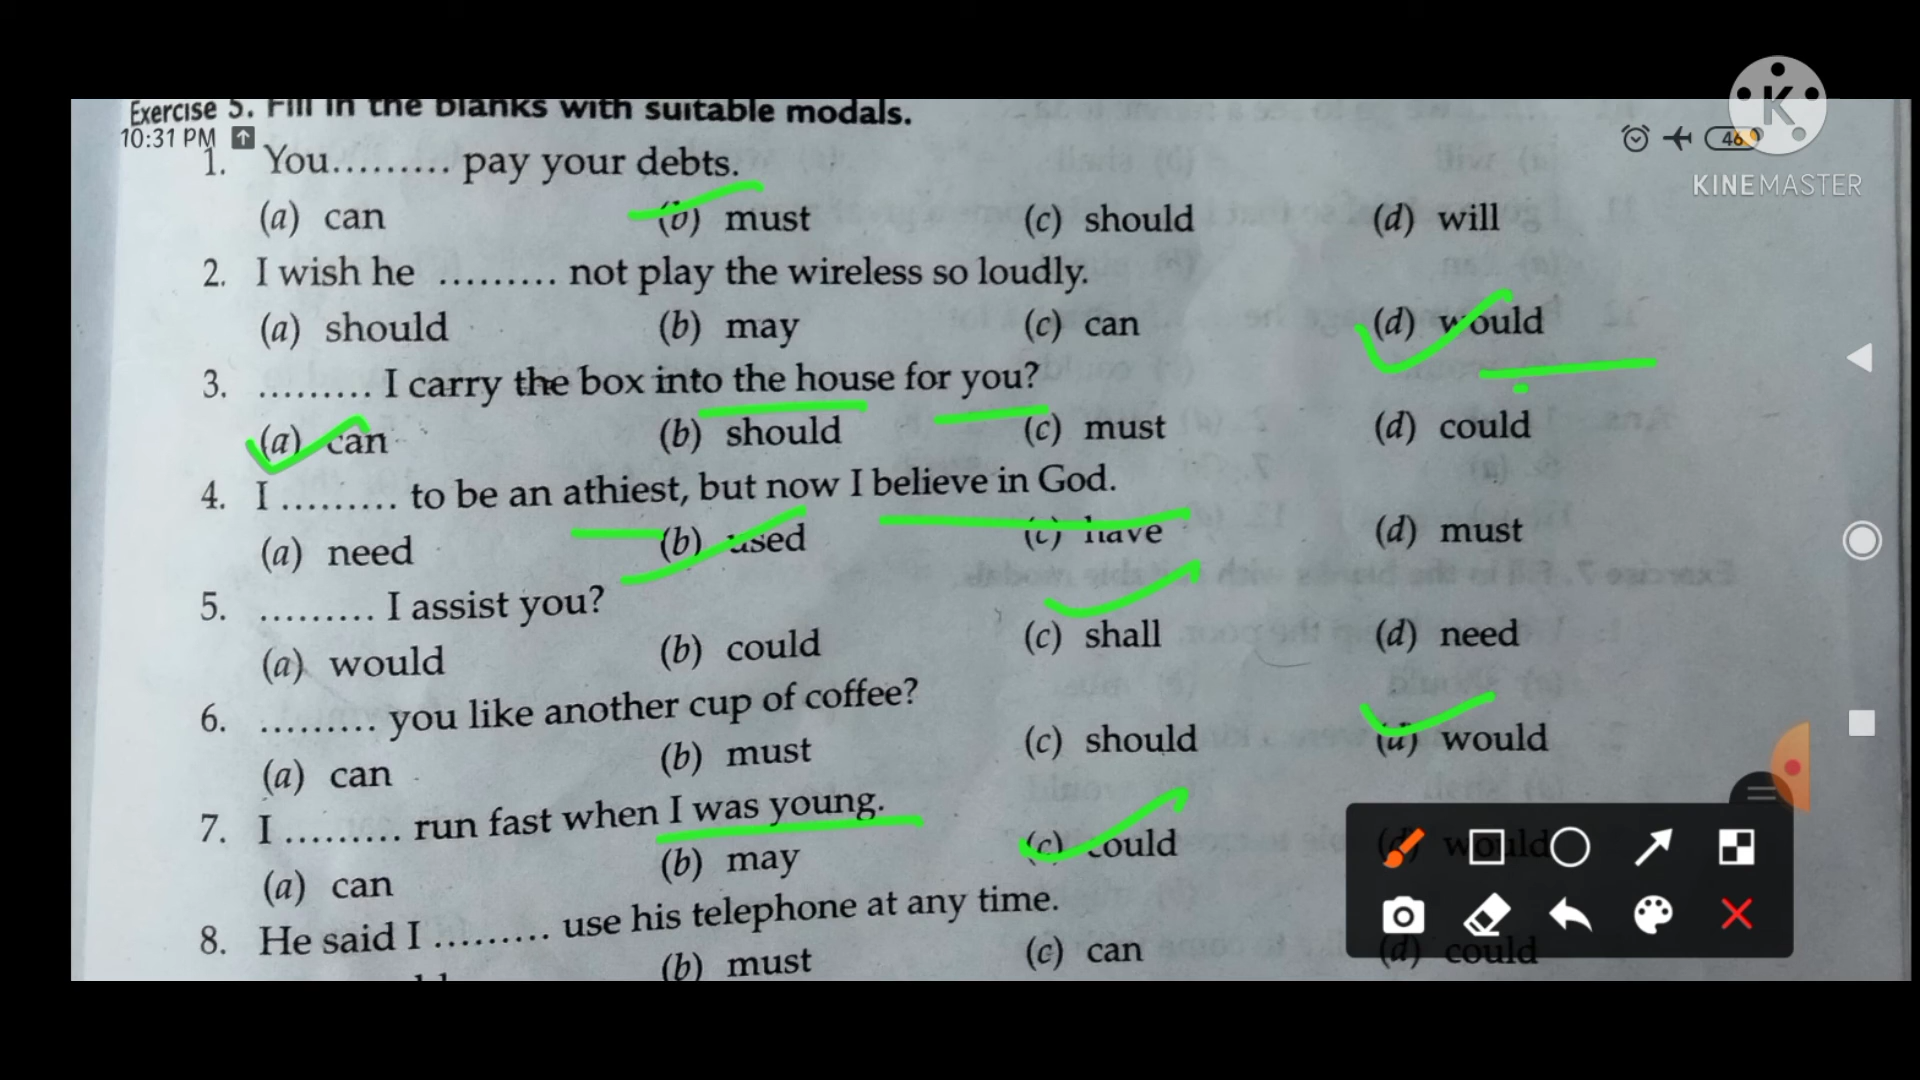 Exercise 5. Fill in the blanks with suitable modals.
10:31 PM
46
K
KINEMASTER
1. You......... pay your debts.
(a) can (b) must (c) should (d) will
2. I wish he ......... not play the wireless so loudly.
(a) should (b) may (c) can (d) would
3. ......... I carry the box into the house for you?
(a) can (b) should (c) must (d) could
4. I ......... to be an athiest, but now I believe in God.
(a) need (b) used (c) have (d) must
5. ......... I assist you?
(a) would (b) could (c) shall (d) need
6. ......... you like another cup of coffee?
(a) can (b) must (c) should (d) would
7. I ......... run fast when I was young.
(a) can (b) may (c) could (d) would
8. He said I ......... use his telephone at any time.
(b) must (c) can (d) could